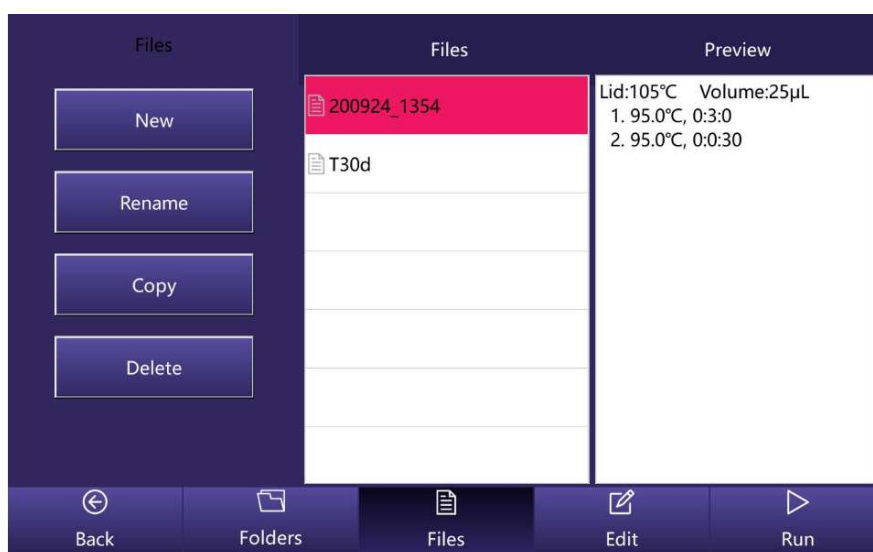 Files
Files
Preview
New
Rename
Copy
Delete
200924_1354
T30d
Lid:105℃ Volume:25μL
1. 95.0℃, 0:3:0
2. 95.0℃, 0:0:30
Back
Folders
Files
Edit
Run